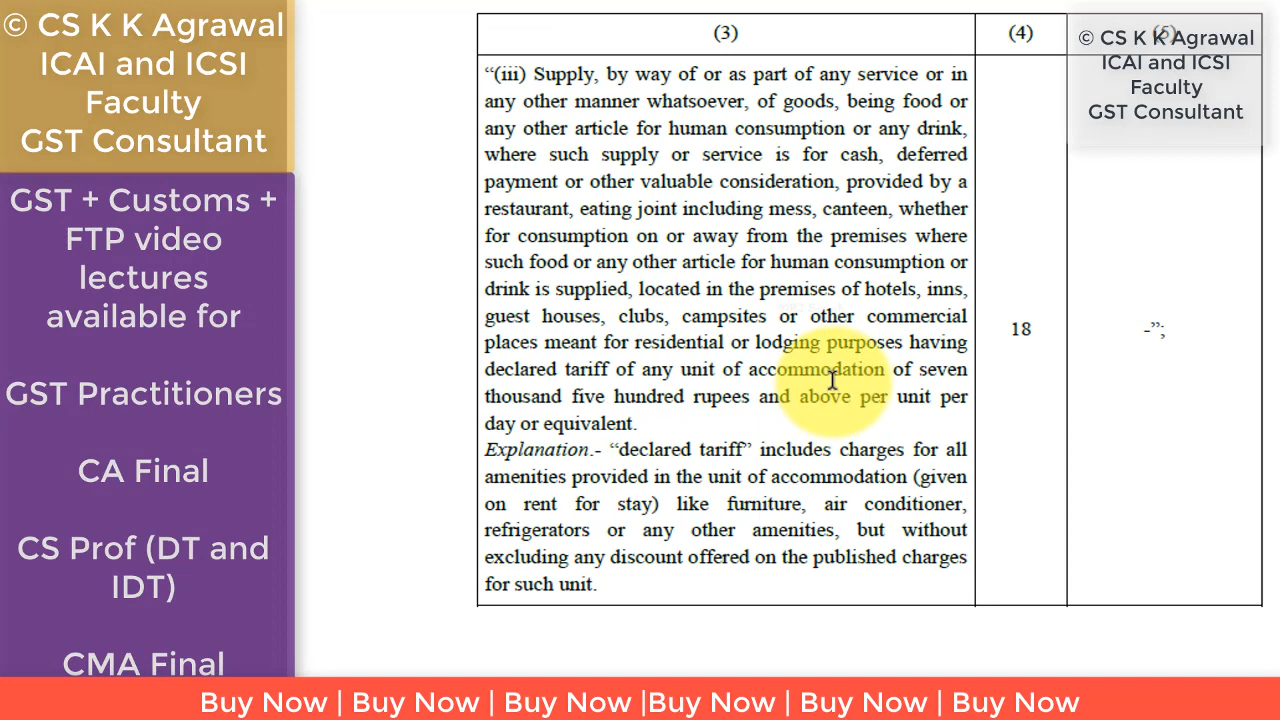 © CS K K Agrawal
ICAI and ICSI
Faculty
GST Consultant
GST + Customs +
FTP video
lectures
available for
GST Practitioners
CA Final
CS Prof (DT and
IDT)
CMA Final
(3)
(4)
(5)
© CS K K Agrawal
ICAI and ICSI
Faculty
GST Consultant
“(iii) Supply, by way of or as part of any service or in
any other manner whatsoever, of goods, being food or
any other article for human consumption or any drink,
where such supply or service is for cash, deferred
payment or other valuable consideration, provided by a
restaurant, eating joint including mess, canteen, whether
for consumption on or away from the premises where
such food or any other article for human consumption or
drink is supplied, located in the premises of hotels, inns,
guest houses, clubs, campsites or other commercial
places meant for residential or lodging purposes having
declared tariff of any unit of accommodation of seven
thousand five hundred rupees and above per unit per
day or equivalent.
Explanation.- “declared tariff” includes charges for all
amenities provided in the unit of accommodation (given
on rent for stay) like furniture, air conditioner,
refrigerators or any other amenities, but without
excluding any discount offered on the published charges
for such unit.
18
-”;
Buy Now | Buy Now | Buy Now |Buy Now | Buy Now | Buy Now